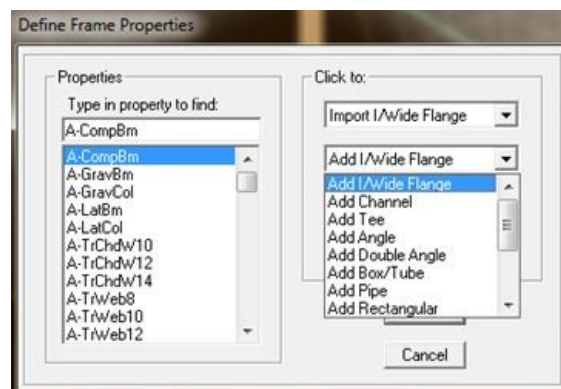 Define Frame Properties
Properties
Type in property to find:
A-CompBm
A-CompBm
A-GravBm
A-GravCol
A-LatBm
A-LatCol
A-TrChdW10
A-TrChdW12
A-TrChdW14
A-TrWeb8
A-TrWeb10
A-TrWeb12
Click to:
Import I/Wide Flange
Add I/Wide Flange
Add I/Wide Flange
Add Channel
Add Tee
Add Angle
Add Double Angle
Add Box/Tube
Add Pipe
Add Rectangular
Cancel